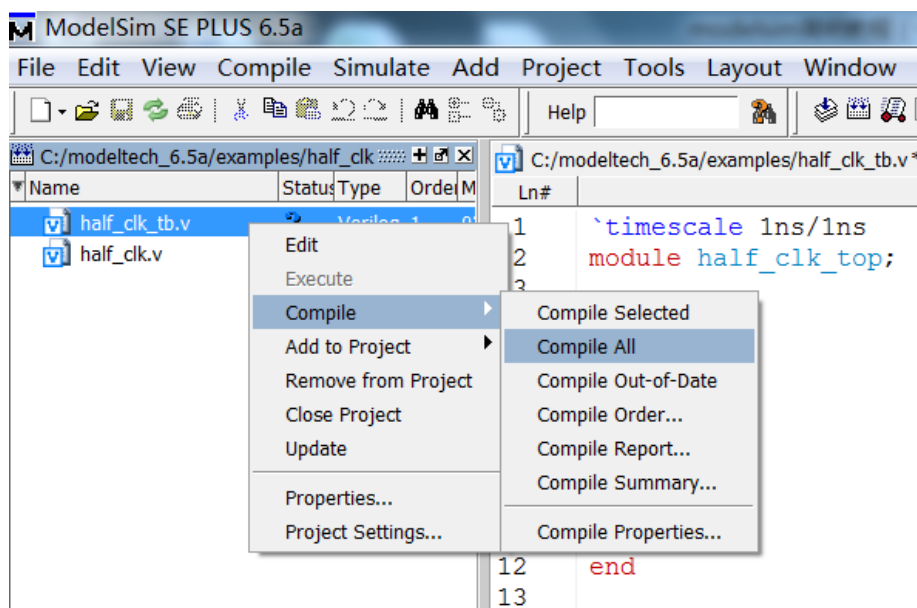 ModelSim SE PLUS 6.5a
File Edit View Compile Simulate Add Project Tools Layout Window
Help
C:/modeltech_6.5a/examples/half_clk
C:/modeltech_6.5a/examples/half_clk_tb.v*
Name Status Type Order M
Ln#
half_clk_tb.v Verilog 1
half_clk.v
1 `timescale 1ns/1ns
2 module half_clk_top;
3
12 end
13
Edit
Execute
Compile
Add to Project
Remove from Project
Close Project
Update
Properties...
Project Settings...
Compile Selected
Compile All
Compile Out-of-Date
Compile Order...
Compile Report...
Compile Summary...
Compile Properties...